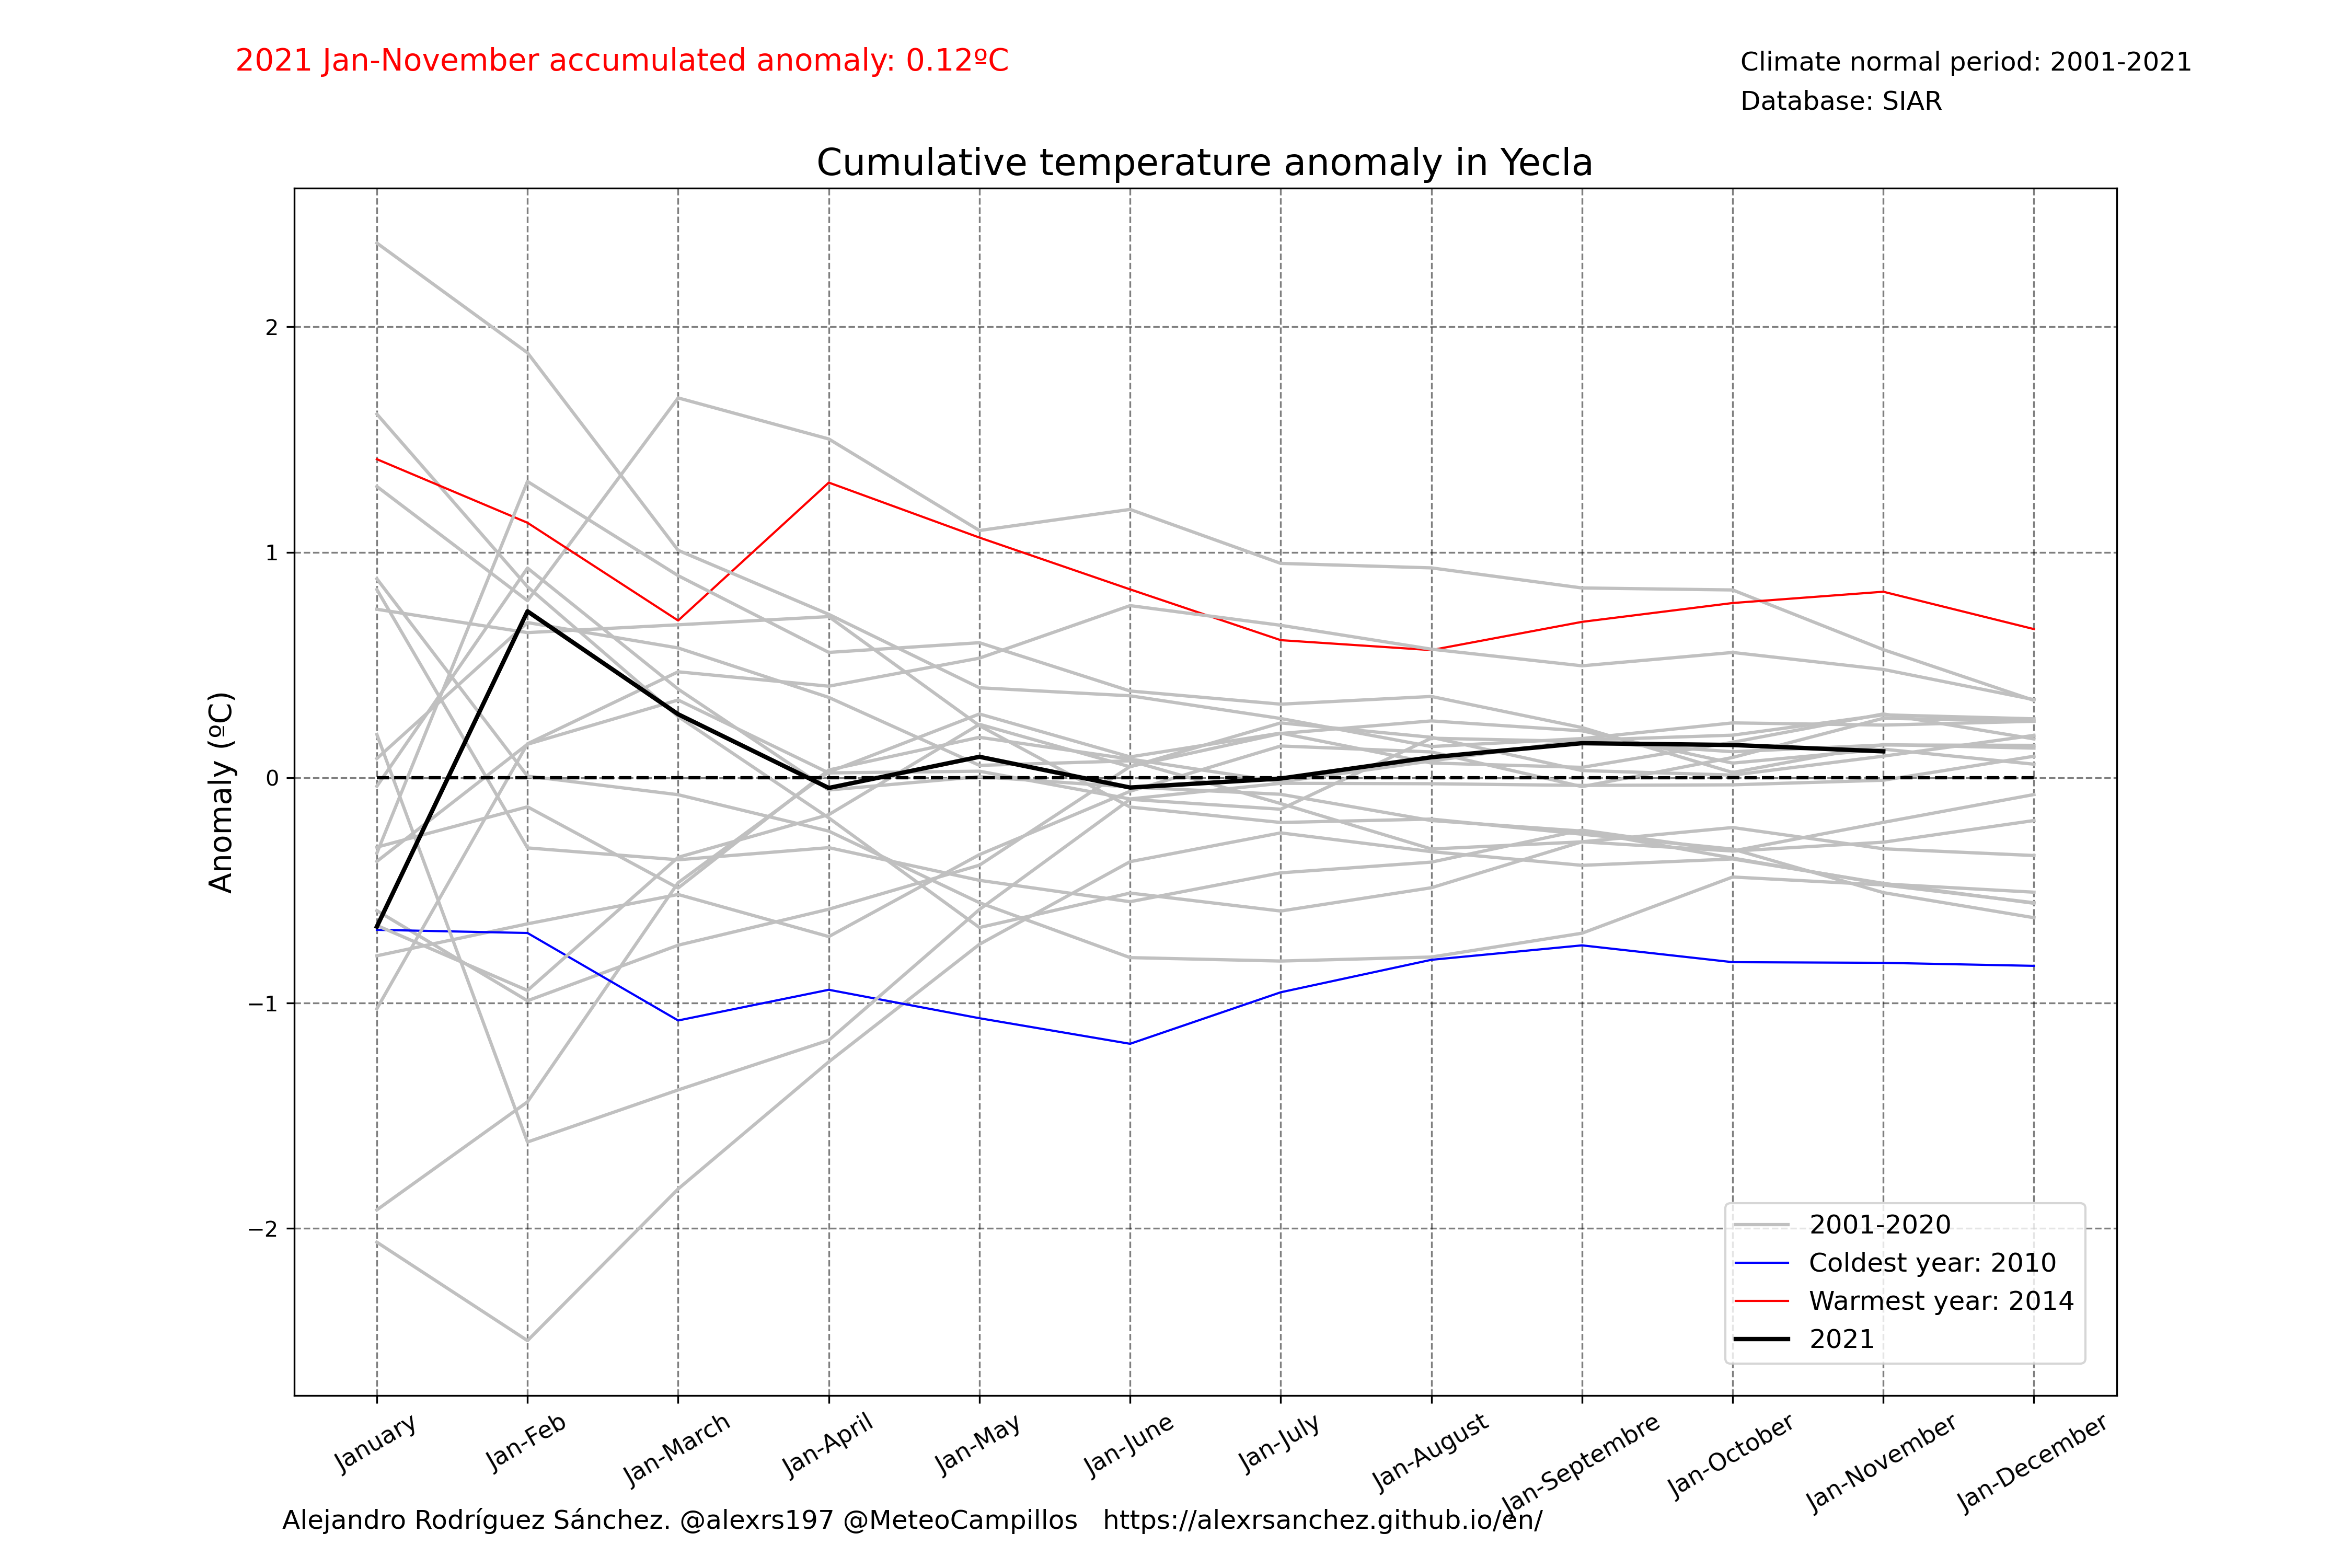 2021 Jan-November accumulated anomaly: 0.12ºC
Climate normal period: 2001-2021
Database: SIAR
Cumulative temperature anomaly in Yecla
Anomaly (ºC)
2
1
0
−1
−2
2001-2020
Coldest year: 2010
Warmest year: 2014
2021
January
Jan-Feb
Jan-March
Jan-April
Jan-May
Jan-June
Jan-July
Jan-August
Jan-Septembre
Jan-October
Jan-November
Jan-December
Alejandro Rodríguez Sánchez. @alexrs197 @MeteoCampillos   https://alexrsanchez.github.io/en/